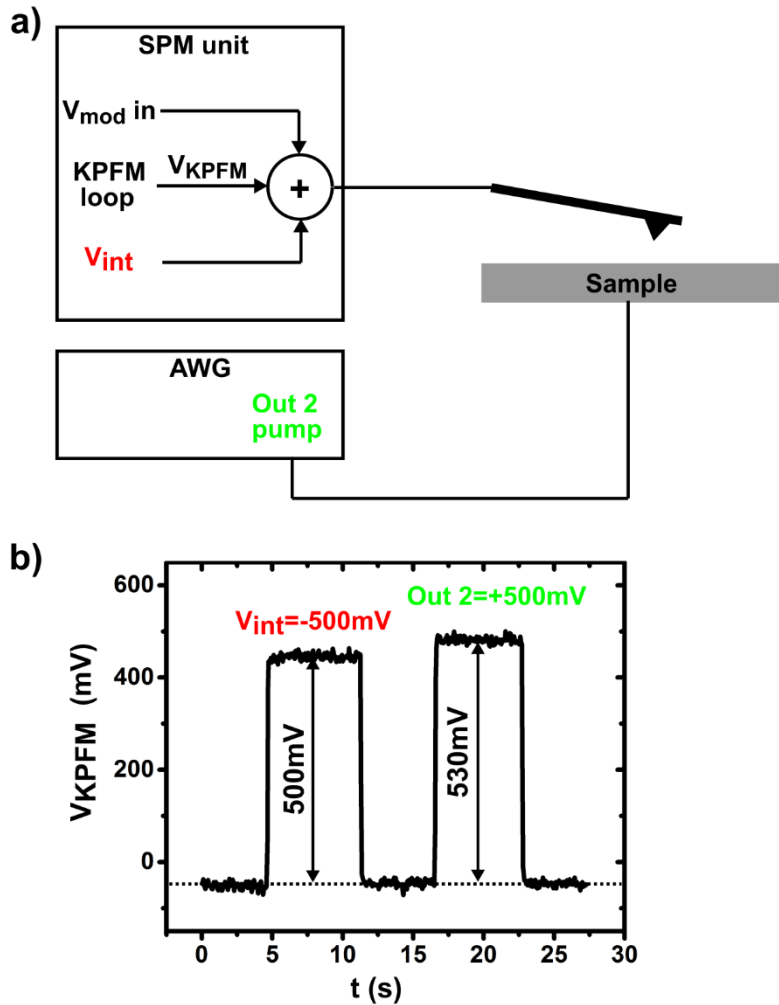 a)
SPM unit
Vmod in
KPFM
loop
VKPFM
+
Vint
Sample
AWG
Out 2
pump
b)
VKPFM (mV)
600
400
200
0
Vint=-500mV
Out 2=+500mV
500mV
530mV
0 5 10 15 20 25 30
t (s)